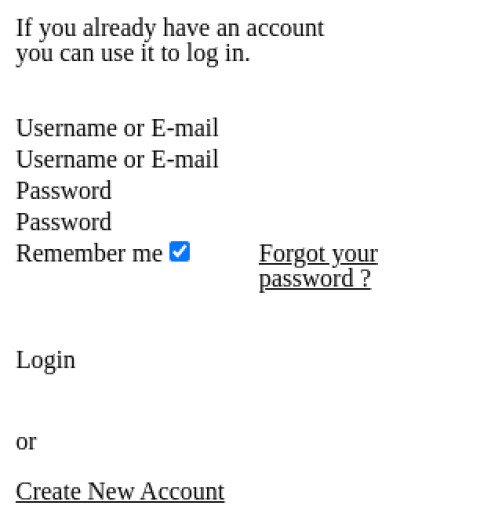 If you already have an account
you can use it to log in.
Username or E-mail
Username or E-mail
Password
Password
Remember me
Forgot your
password ?
Login
or
Create New Account